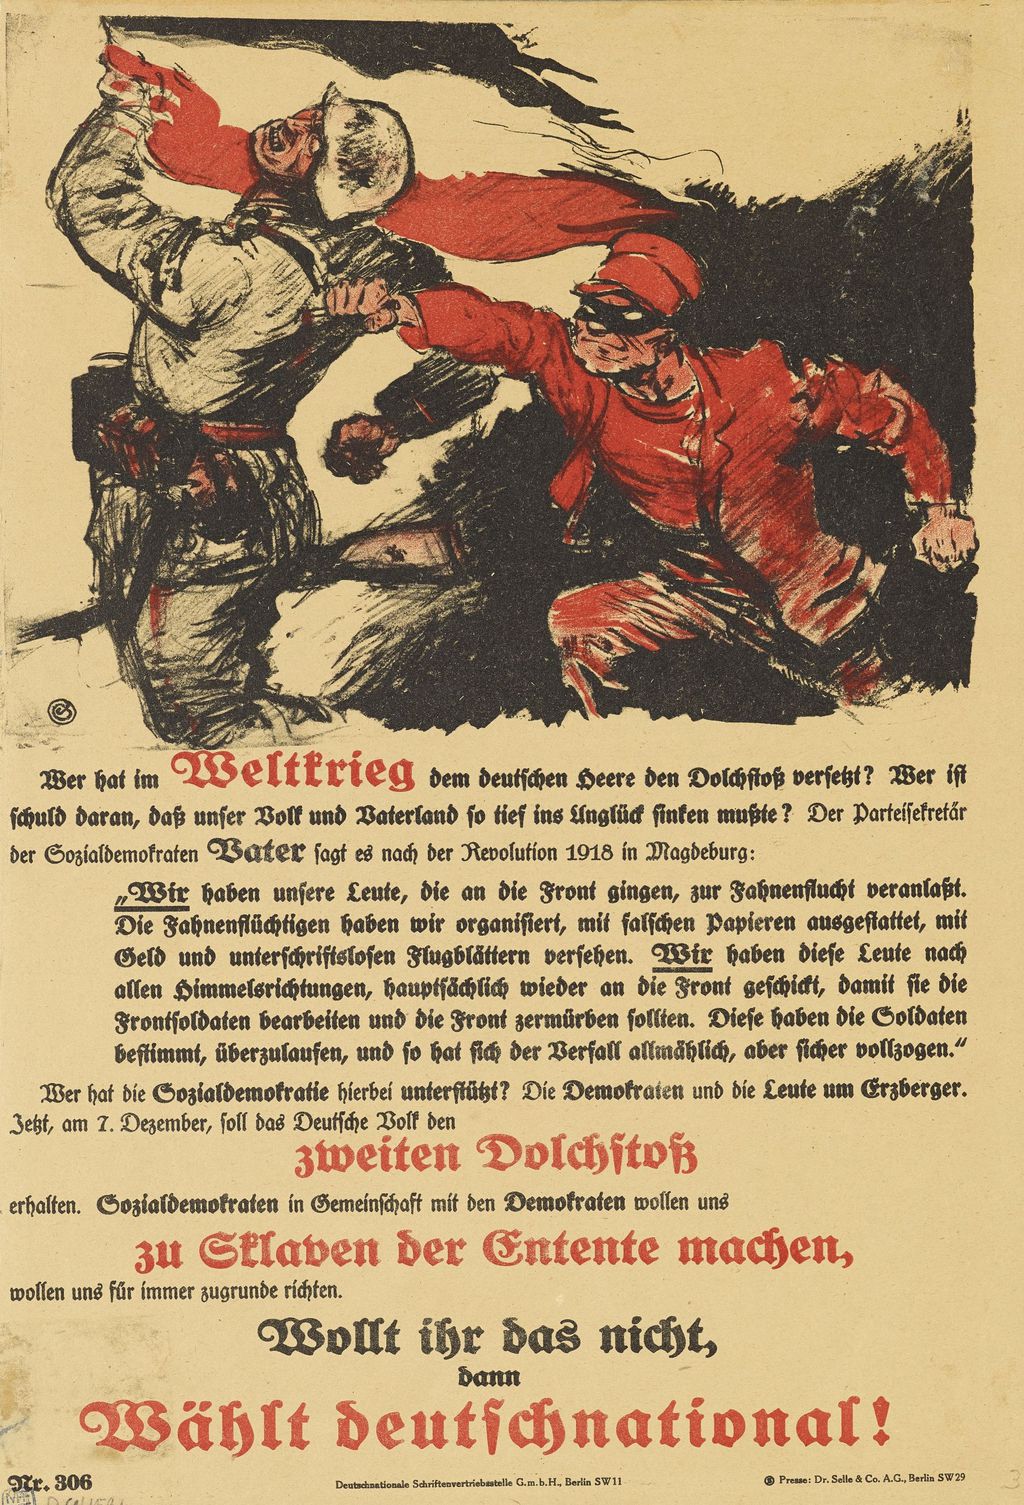 Wer hat im Weltkrieg dem deutschen Heere den Dolchstoß versetzt? Wer ist
schuld daran, daß unser Volk und Vaterland so tief ins Unglück sinken mußte? Der Parteisekretär
der Sozialdemokraten Vater sagt es nach der Revolution 1918 in Magdeburg:
„Wir haben unsere Leute, die an die Front gingen, zur Fahnenflucht veranlaßt.
Die Fahnenflüchtigen haben wir organisiert, mit falschen Papieren ausgestattet, mit
Geld und unterschriftslosen Flugblättern versehen. Wir haben diese Leute nach
allen Himmelsrichtungen, hauptsächlich wieder an die Front geschickt, damit sie die
Frontsoldaten bearbeiten und die Front zermürben sollten. Diese haben die Soldaten
bestimmt, überzulaufen, und so hat sich der Verfall allmählich, aber sicher vollzogen.“
Wer hat die Sozialdemokratie hierbei unterstützt? Die Demokraten und die Leute um Erzberger.
Jetzt, am 7. Dezember, soll das Deutsche Volk den
zweiten Dolchstoß
erhalten. Sozialdemokraten in Gemeinschaft mit den Demokraten wollen uns
zu Sklaven der Entente machen,
wollen uns für immer zugrunde richten.
Wollt ihr das nicht,
dann
Wählt deutschnational!
Nr. 306
Deutschnationale Schriftenvertriebsstelle G.m.b.H., Berlin SW11
Presse: Dr. Selle & Co. A.G., Berlin SW29